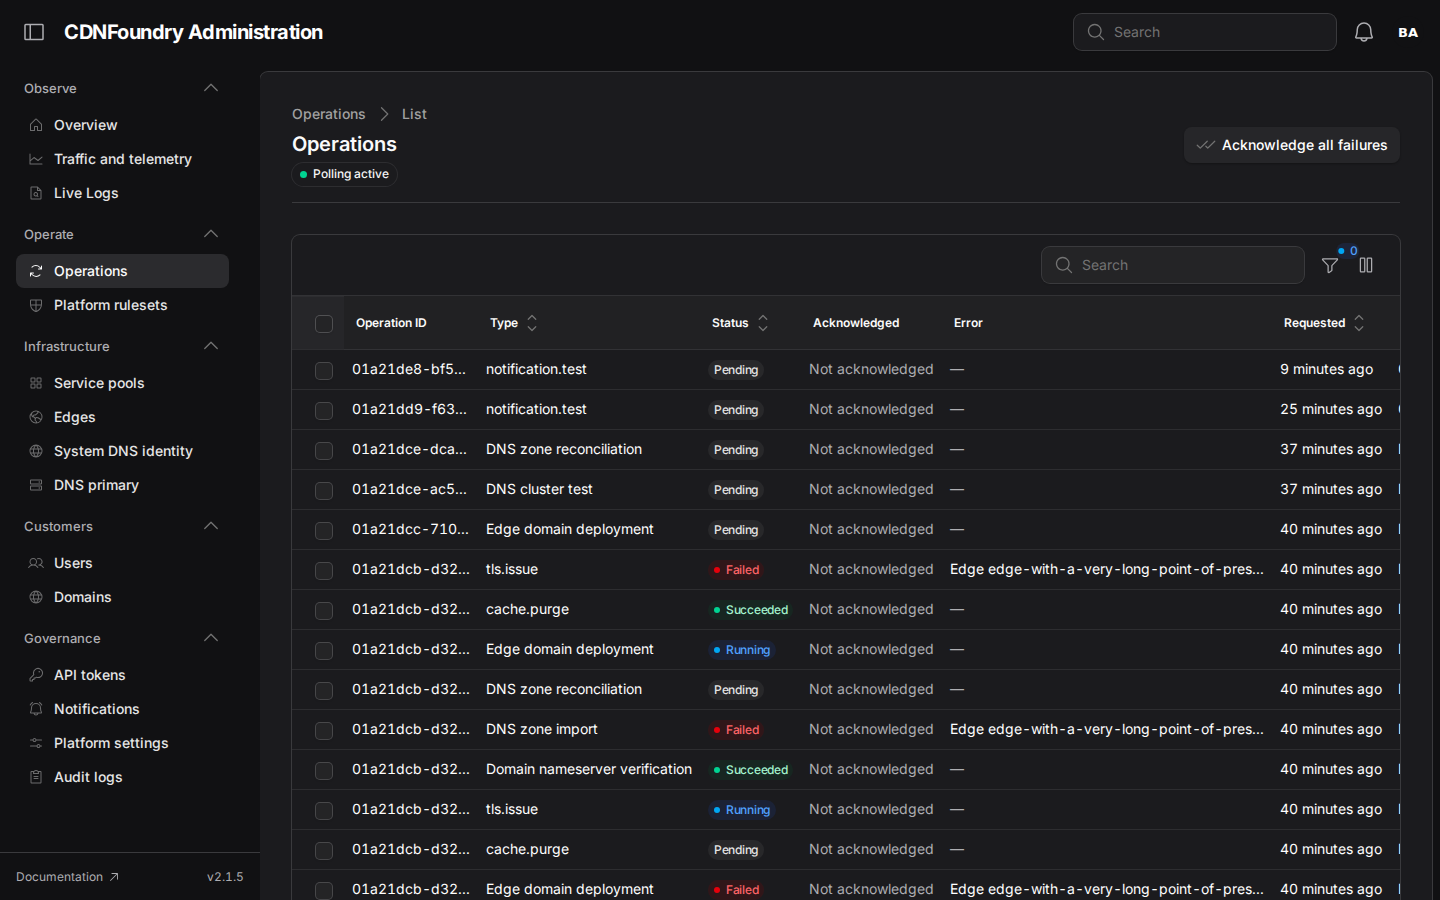 CDNFoundry Administration
Search
BA
Observe
Overview
Traffic and telemetry
Live Logs
Operate
Operations
Platform rulesets
Infrastructure
Service pools
Edges
System DNS identity
DNS primary
Customers
Users
Domains
Governance
API tokens
Notifications
Platform settings
Audit logs
Documentation
v2.1.5
Operations List
Operations
Polling active
Acknowledge all failures
Search
0
Operation ID Type Status Acknowledged Error Requested
01a21de8-bf5... notification.test Pending Not acknowledged — 9 minutes ago
01a21dd9-f63... notification.test Pending Not acknowledged — 25 minutes ago
01a21dce-dca... DNS zone reconciliation Pending Not acknowledged — 37 minutes ago
01a21dce-ac5... DNS cluster test Pending Not acknowledged — 37 minutes ago
01a21dcc-710... Edge domain deployment Pending Not acknowledged — 40 minutes ago
01a21dcb-d32... tls.issue Failed Not acknowledged Edge edge-with-a-very-long-point-of-pres... 40 minutes ago
01a21dcb-d32... cache.purge Succeeded Not acknowledged — 40 minutes ago
01a21dcb-d32... Edge domain deployment Running Not acknowledged — 40 minutes ago
01a21dcb-d32... DNS zone reconciliation Pending Not acknowledged — 40 minutes ago
01a21dcb-d32... DNS zone import Failed Not acknowledged Edge edge-with-a-very-long-point-of-pres... 40 minutes ago
01a21dcb-d32... Domain nameserver verification Succeeded Not acknowledged — 40 minutes ago
01a21dcb-d32... tls.issue Running Not acknowledged — 40 minutes ago
01a21dcb-d32... cache.purge Pending Not acknowledged — 40 minutes ago
01a21dcb-d32... Edge domain deployment Failed Not acknowledged Edge edge-with-a-very-long-point-of-pres... 40 minutes ago